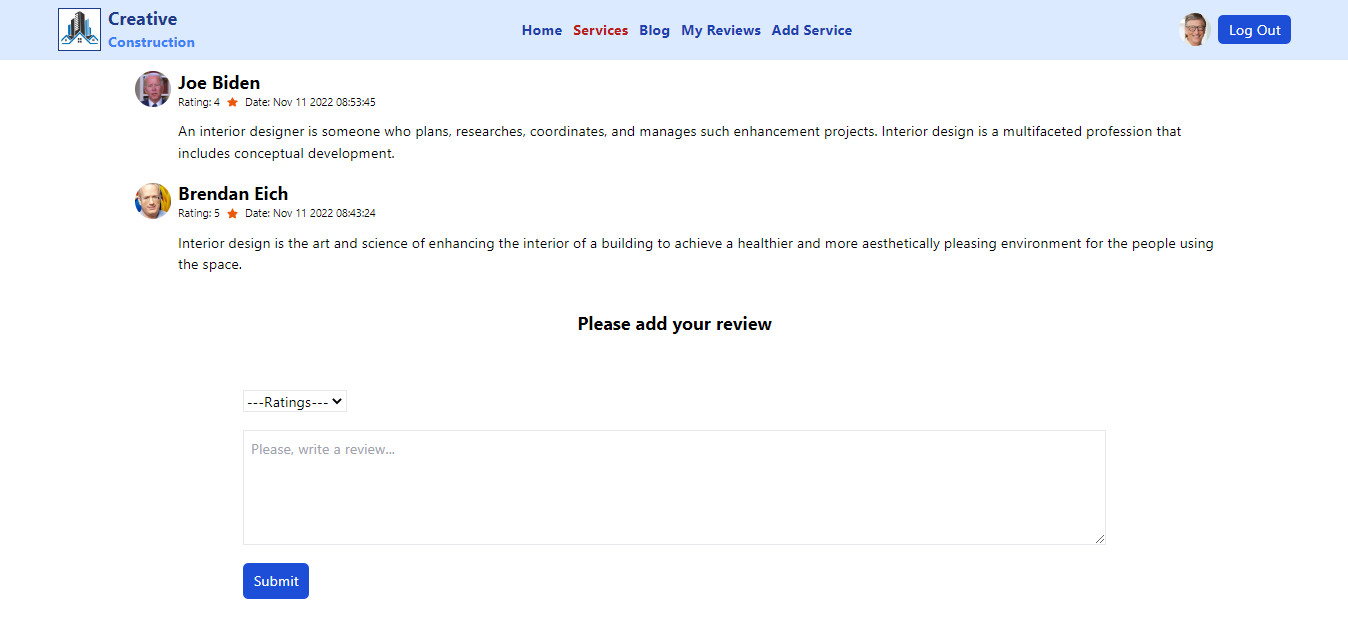 Creative
Construction
Home Services Blog My Reviews Add Service
Log Out
Joe Biden
Rating: 4 Date: Nov 11 2022 08:53:45
An interior designer is someone who plans, researches, coordinates, and manages such enhancement projects. Interior design is a multifaceted profession that
includes conceptual development.
Brendan Eich
Rating: 5 Date: Nov 11 2022 08:43:24
Interior design is the art and science of enhancing the interior of a building to achieve a healthier and more aesthetically pleasing environment for the people using
the space.
Please add your review
---Ratings---
Please, write a review...
Submit